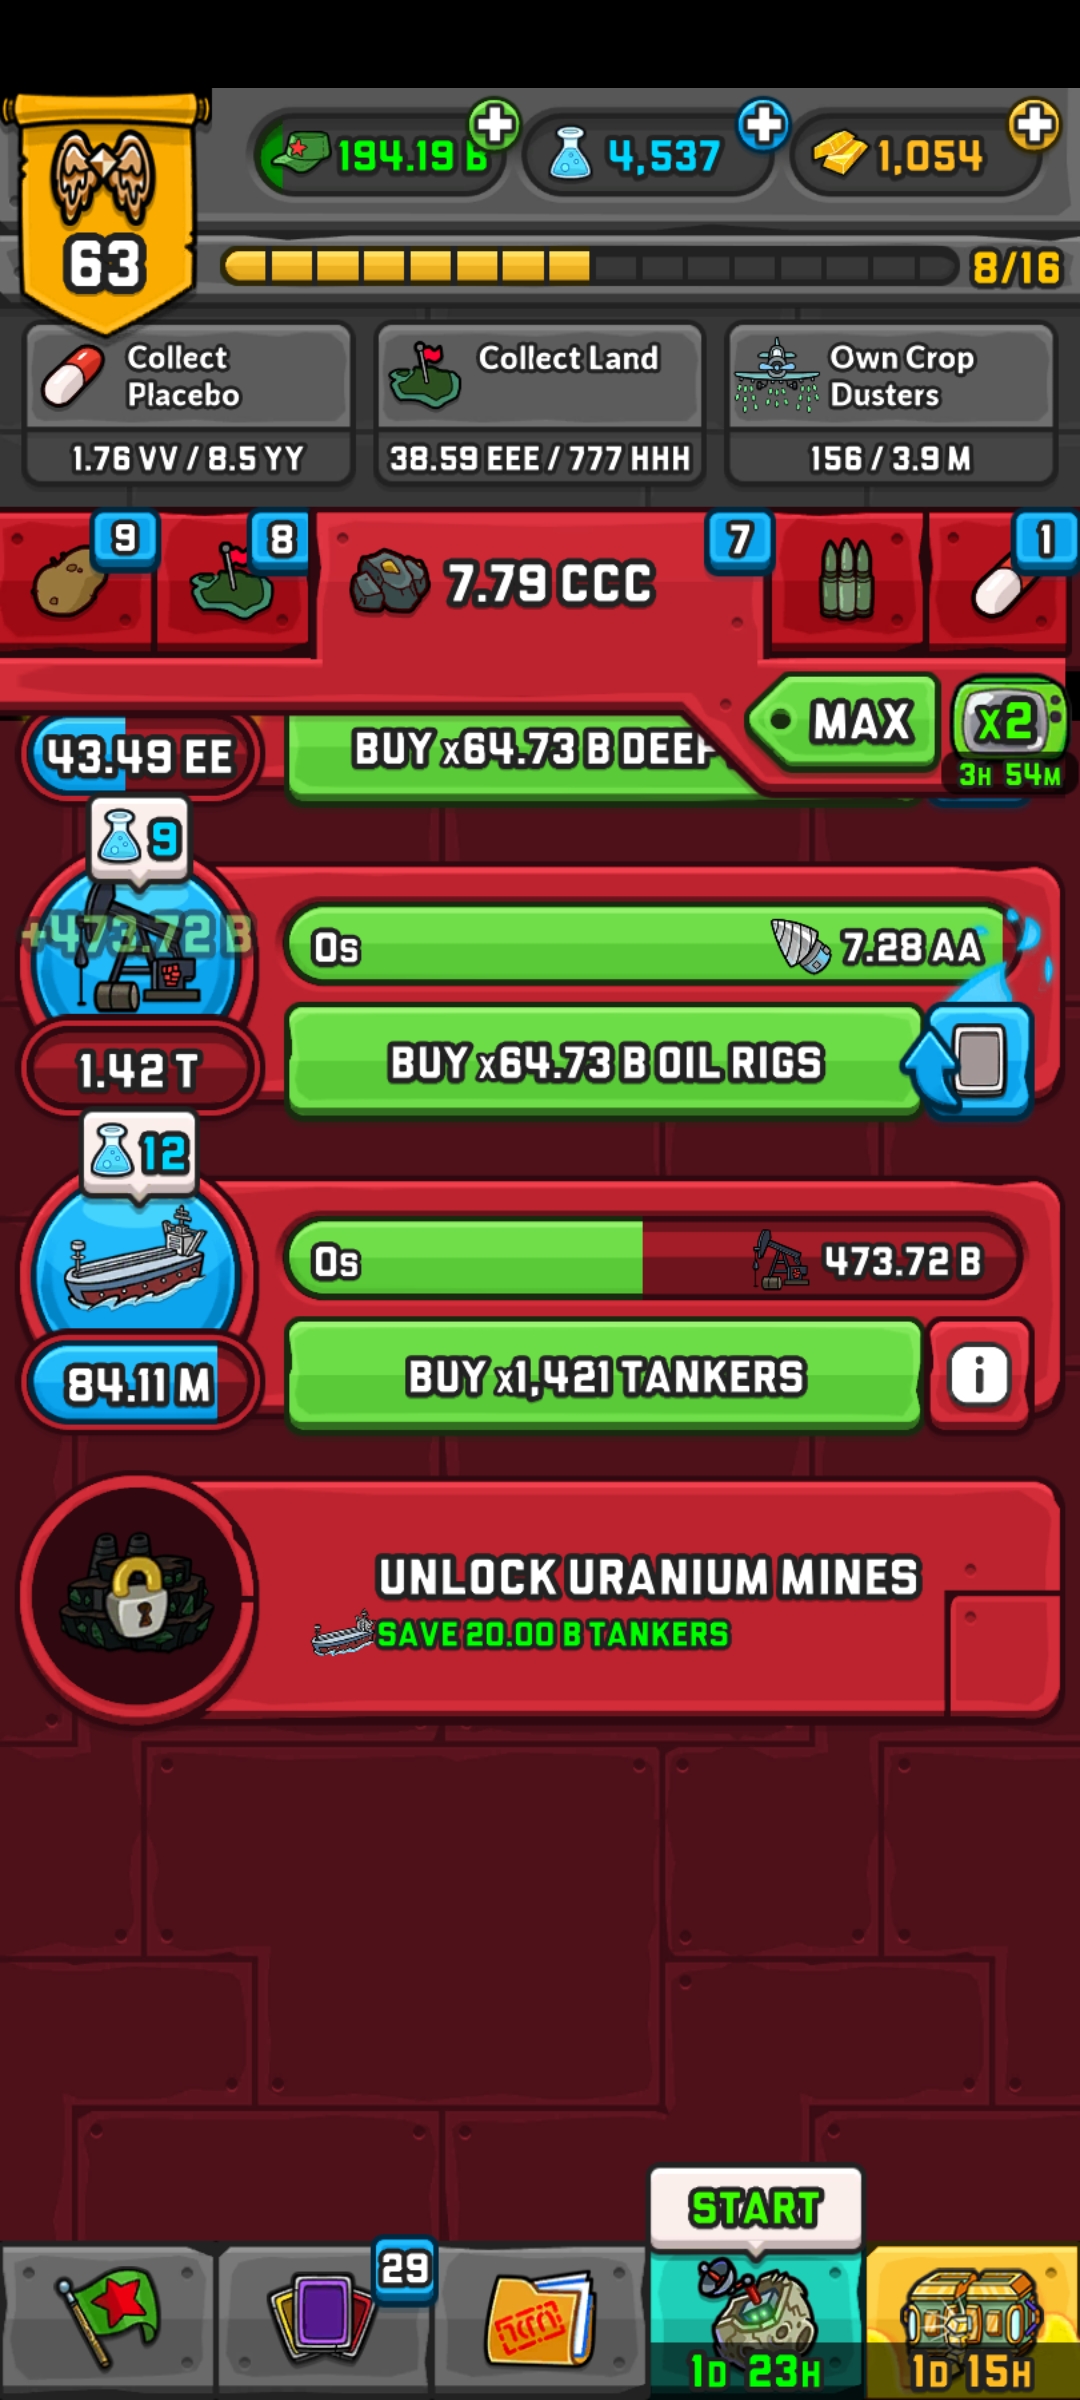 194.19 B
4,537
1,054
63
8/16
Collect
Placebo
1.76 VV / 8.5 YY
Collect Land
38.59 EEE / 777 HHH
Own Crop
Dusters
156 / 3.9 M
9
8
7.79 CCC
7
1
MAX
x2
3H 54M
43.49 EE
BUY x64.73 B DEEP
9
+473.72 B
0s
7.28 AA
1.42 T
BUY x64.73 B OIL RIGS
12
0s
473.72 B
84.11 M
BUY x1,421 TANKERS
i
UNLOCK URANIUM MINES
SAVE 20.00 B TANKERS
START
29
1D 23H
1D 15H